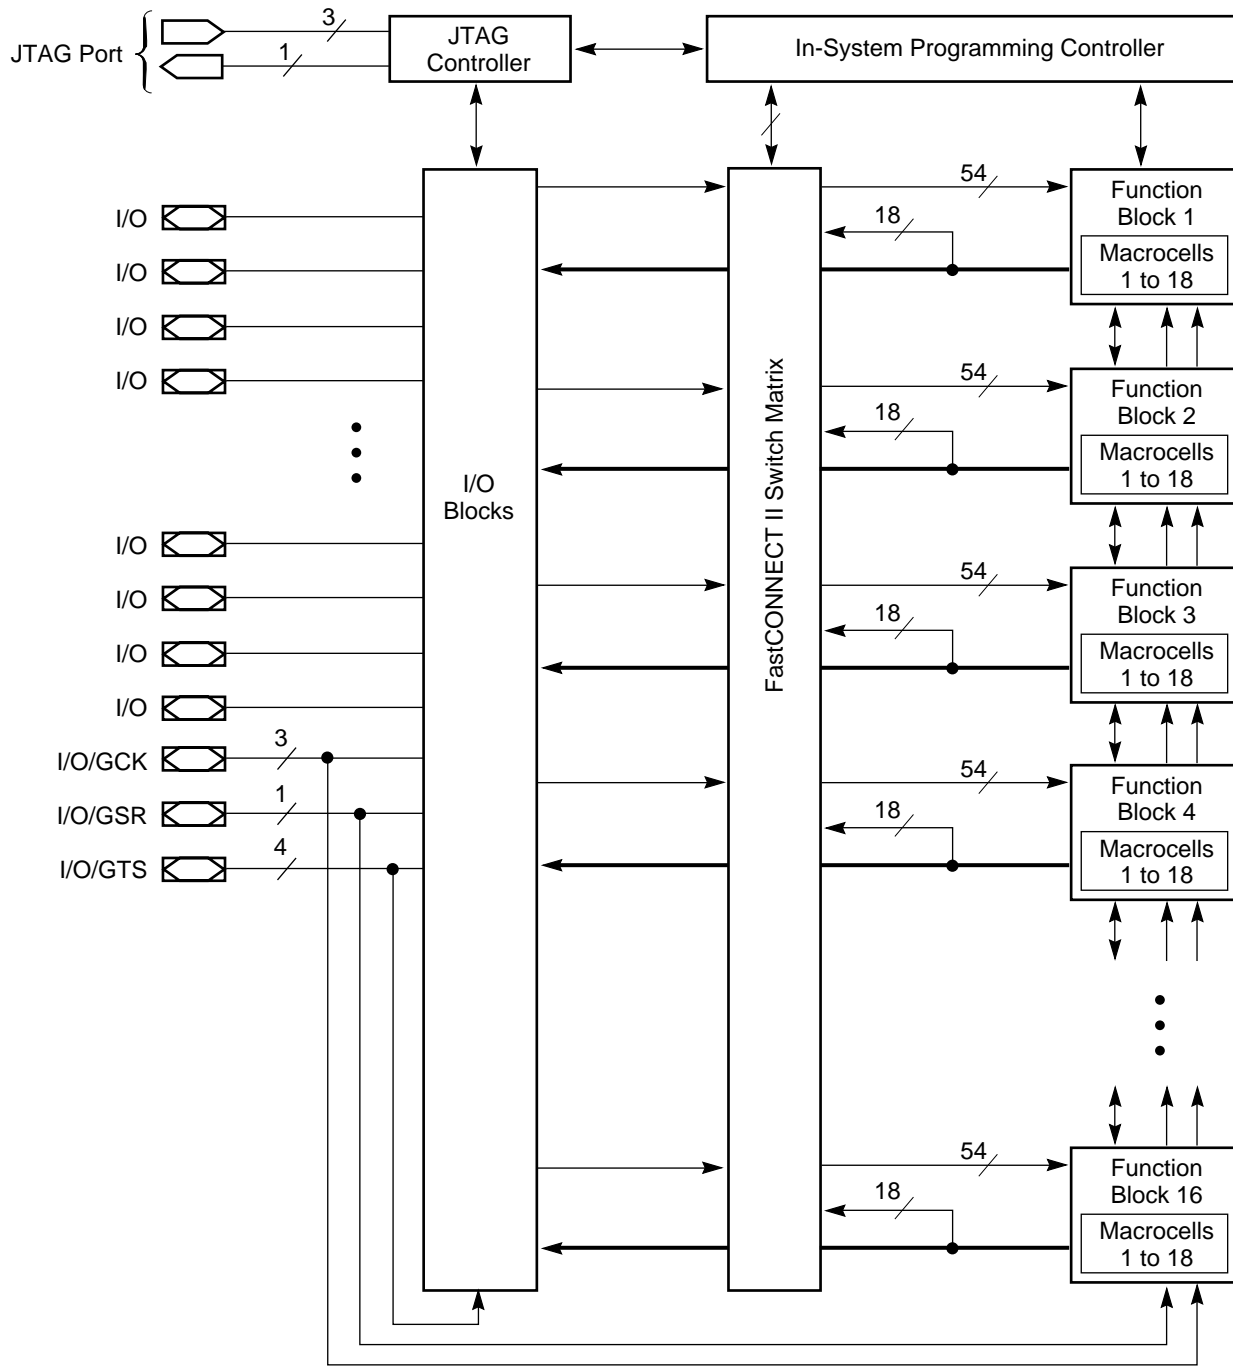 JTAG Port
3
1
JTAG
Controller
In-System Programming Controller
I/O
I/O
I/O
I/O
I/O
I/O
I/O
I/O
I/O/GCK
3
I/O/GSR
1
I/O/GTS
4
I/O
Blocks
FastCONNECT II Switch Matrix
54
18
Function
Block 1
Macrocells
1 to 18
54
18
Function
Block 2
Macrocells
1 to 18
54
18
Function
Block 3
Macrocells
1 to 18
54
18
Function
Block 4
Macrocells
1 to 18
54
18
Function
Block 16
Macrocells
1 to 18